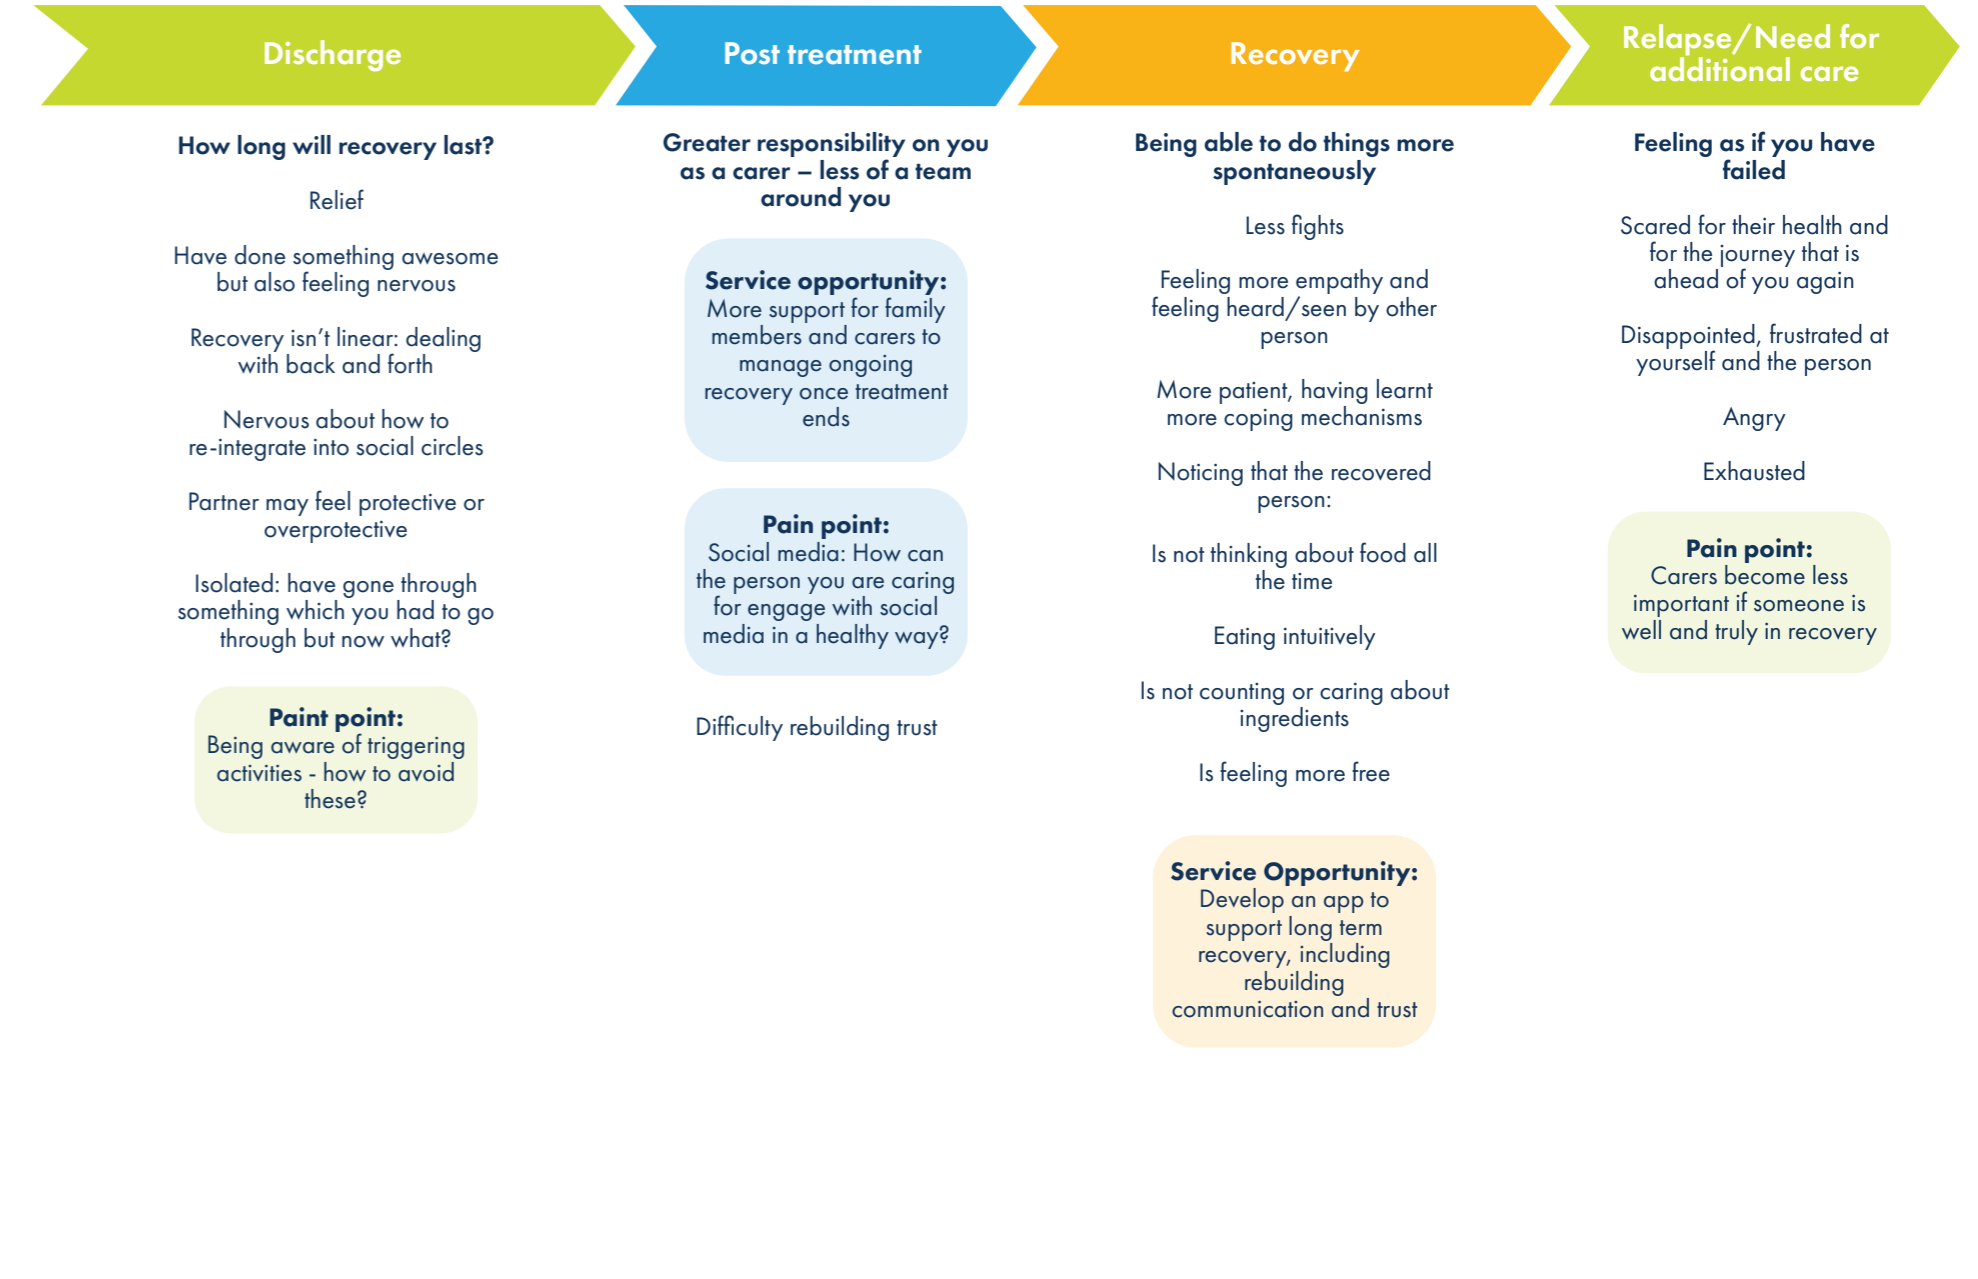 Discharge
How long will recovery last?
Relief
Have done something awesome
but also feeling nervous
Recovery isn’t linear: dealing
with back and forth
Nervous about how to
re-integrate into social circles
Partner may feel protective or
overprotective
Isolated: have gone through
something which you had to go
through but now what?
Paint point:
Being aware of triggering
activities - how to avoid
these?
Post treatment
Greater responsibility on you
as a carer – less of a team
around you
Service opportunity:
More support for family
members and carers to
manage ongoing
recovery once treatment
ends
Pain point:
Social media: How can
the person you are caring
for engage with social
media in a healthy way?
Difficulty rebuilding trust
Recovery
Being able to do things more
spontaneously
Less fights
Feeling more empathy and
feeling heard/seen by other
person
More patient, having learnt
more coping mechanisms
Noticing that the recovered
person:
Is not thinking about food all
the time
Eating intuitively
Is not counting or caring about
ingredients
Is feeling more free
Service Opportunity:
Develop an app to
support long term
recovery, including
rebuilding
communication and trust
Relapse/Need for
additional care
Feeling as if you have
failed
Scared for their health and
for the journey that is
ahead of you again
Disappointed, frustrated at
yourself and the person
Angry
Exhausted
Pain point:
Carers become less
important if someone is
well and truly in recovery